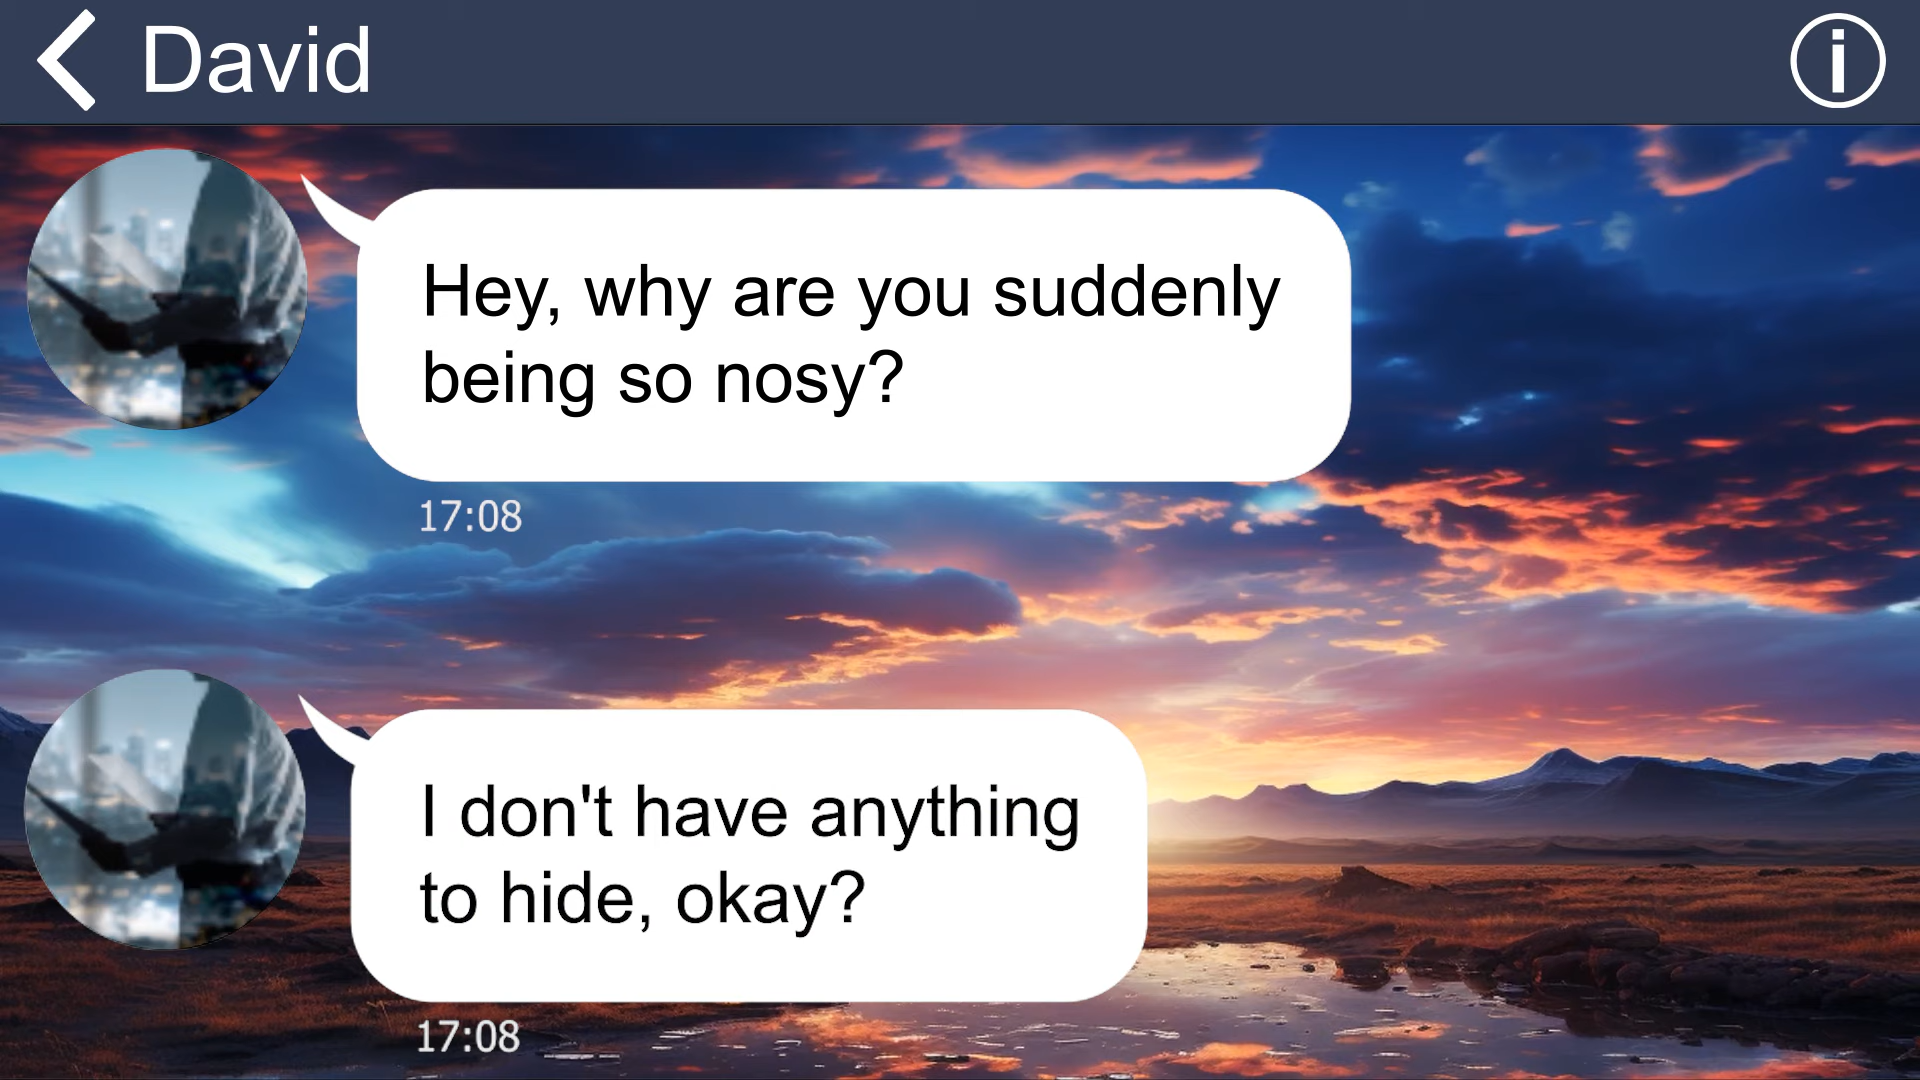 David
Hey, why are you suddenly
being so nosy?
17:08
I don't have anything
to hide, okay?
17:08